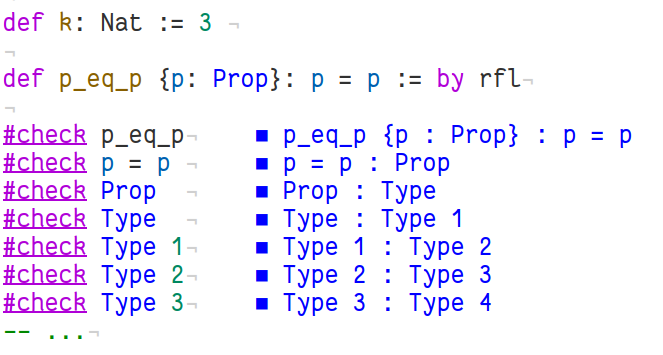 def k: Nat := 3 ¬
¬
def p_eq_p {p: Prop}: p = p := by rfl¬
¬
#check p_eq_p¬ ■ p_eq_p {p : Prop} : p = p
#check p = p ¬ ■ p = p : Prop
#check Prop ¬ ■ Prop : Type
#check Type ¬ ■ Type : Type 1
#check Type 1¬ ■ Type 1 : Type 2
#check Type 2¬ ■ Type 2 : Type 3
#check Type 3¬ ■ Type 3 : Type 4
-- ...¬